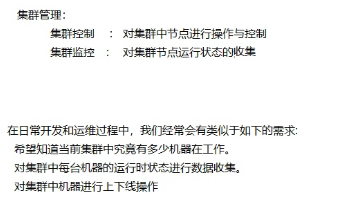 集群管理：
集群控制 ： 对集群中节点进行操作与控制
集群监控 ： 对集群节点运行状态的收集
在日常开发和运维过程中，我们经常会有类似于如下的需求:
希望知道当前集群中究竟有多少机器在工作。
对集群中每台机器的运行时状态进行数据收集。
对集群中机器进行上下线操作